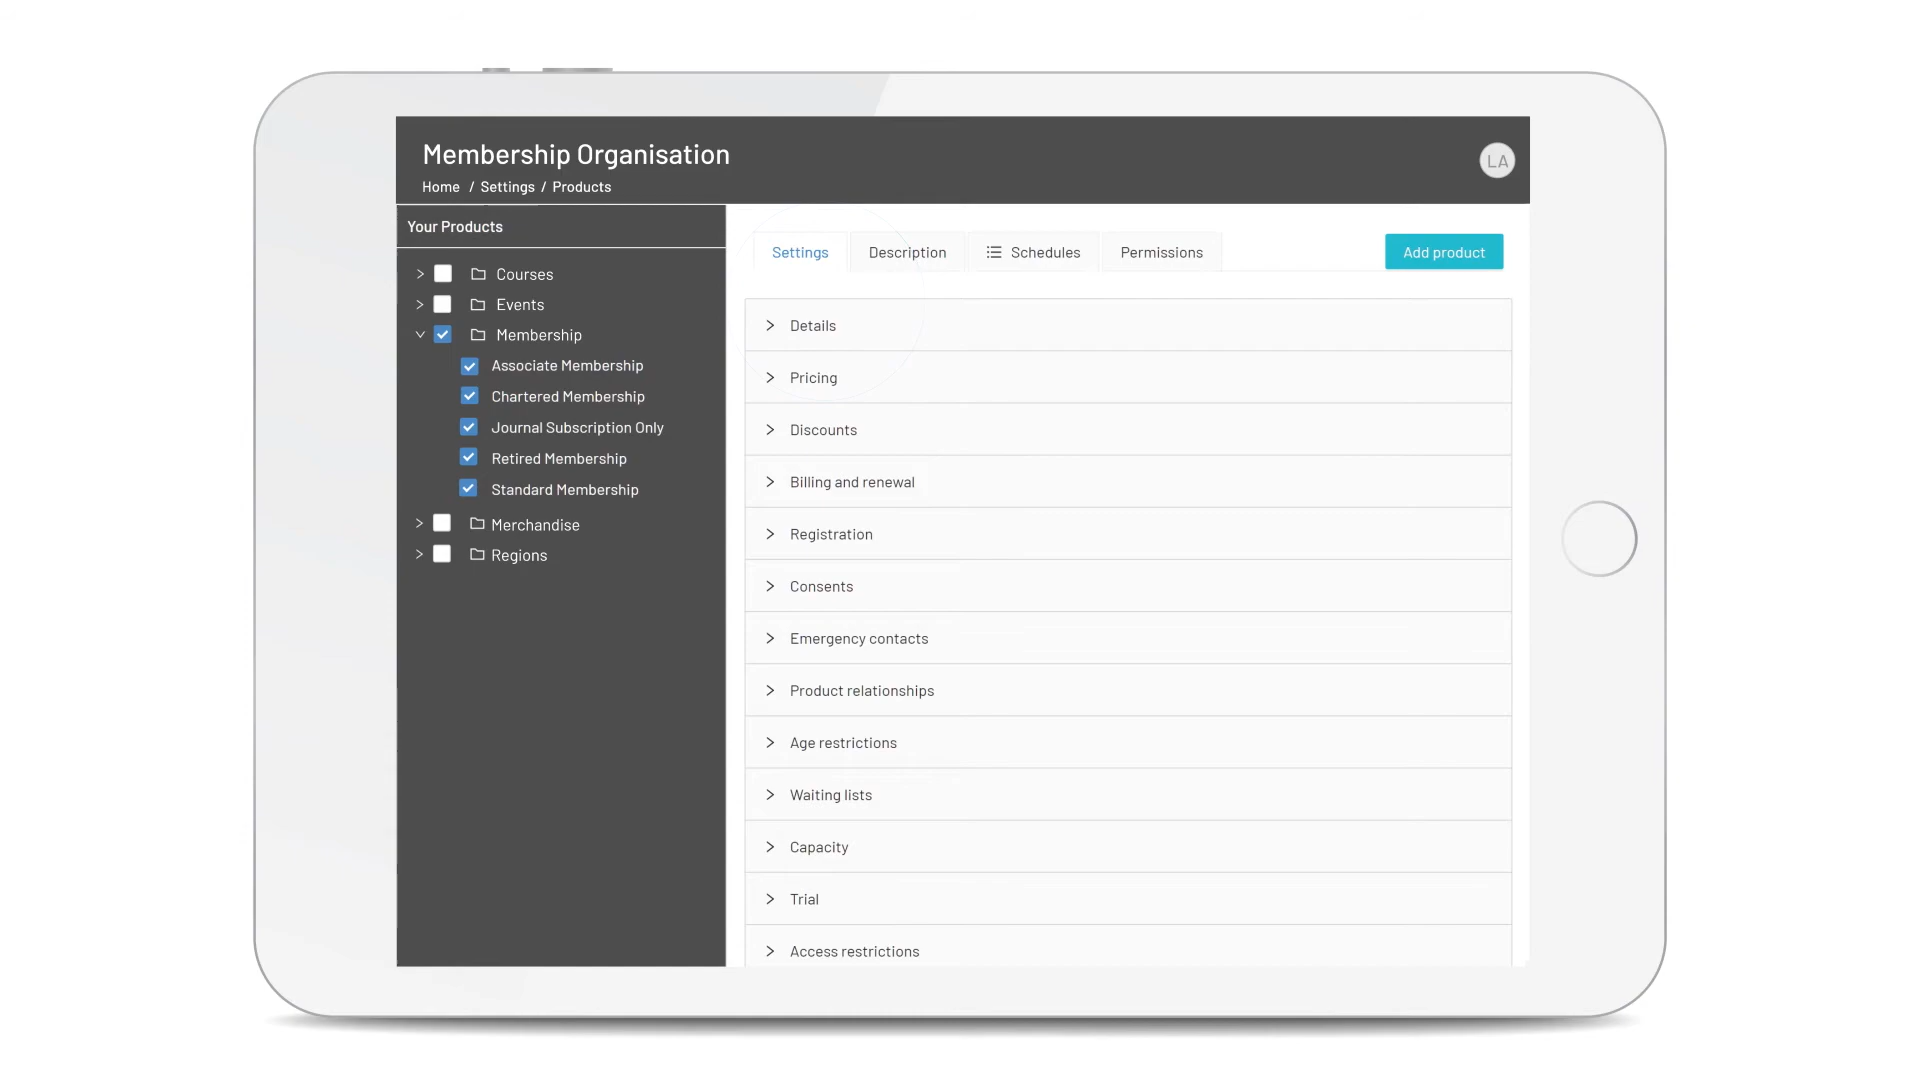 Membership Organisation
LA
Home / Settings / Products
Your Products
Courses
Events
Membership
Associate Membership
Chartered Membership
Journal Subscription Only
Retired Membership
Standard Membership
Merchandise
Regions
Settings
Description
Schedules
Permissions
Add product
Details
Pricing
Discounts
Billing and renewal
Registration
Consents
Emergency contacts
Product relationships
Age restrictions
Waiting lists
Capacity
Trial
Access restrictions